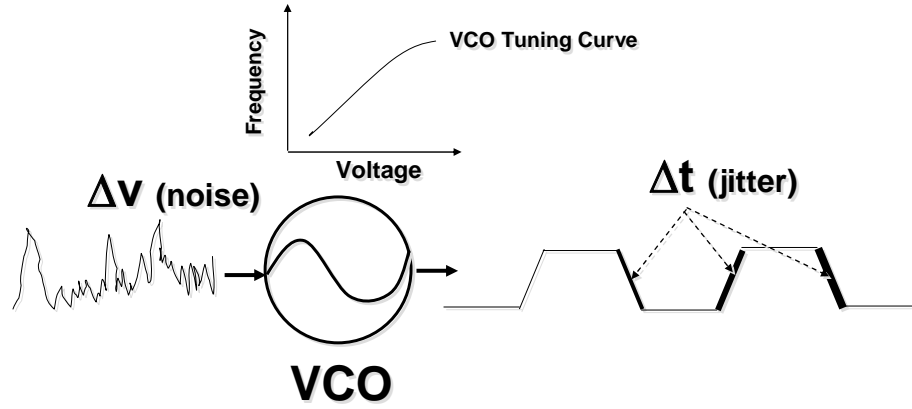 VCO Tuning Curve
Frequency
Voltage
Δv (noise)
Δt (jitter)
VCO